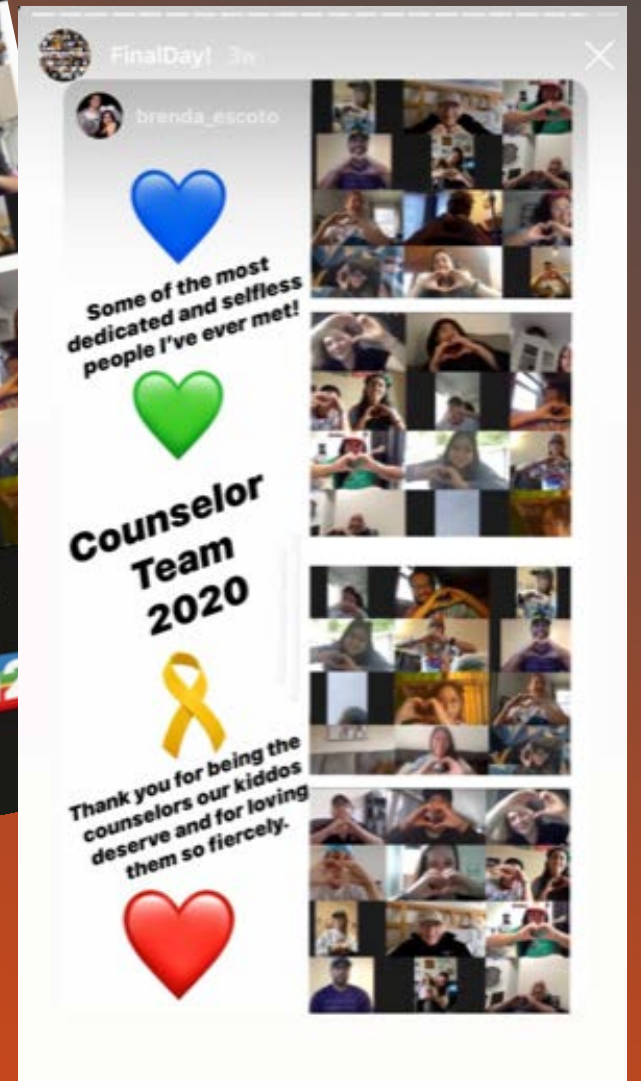 FinalDay! 3w
brenda_escoto
Some of the most
dedicated and selfless
people I've ever met!
Counselor
Team
2020
Thank you for being the
counselors our kiddos
deserve and for loving
them so fiercely.